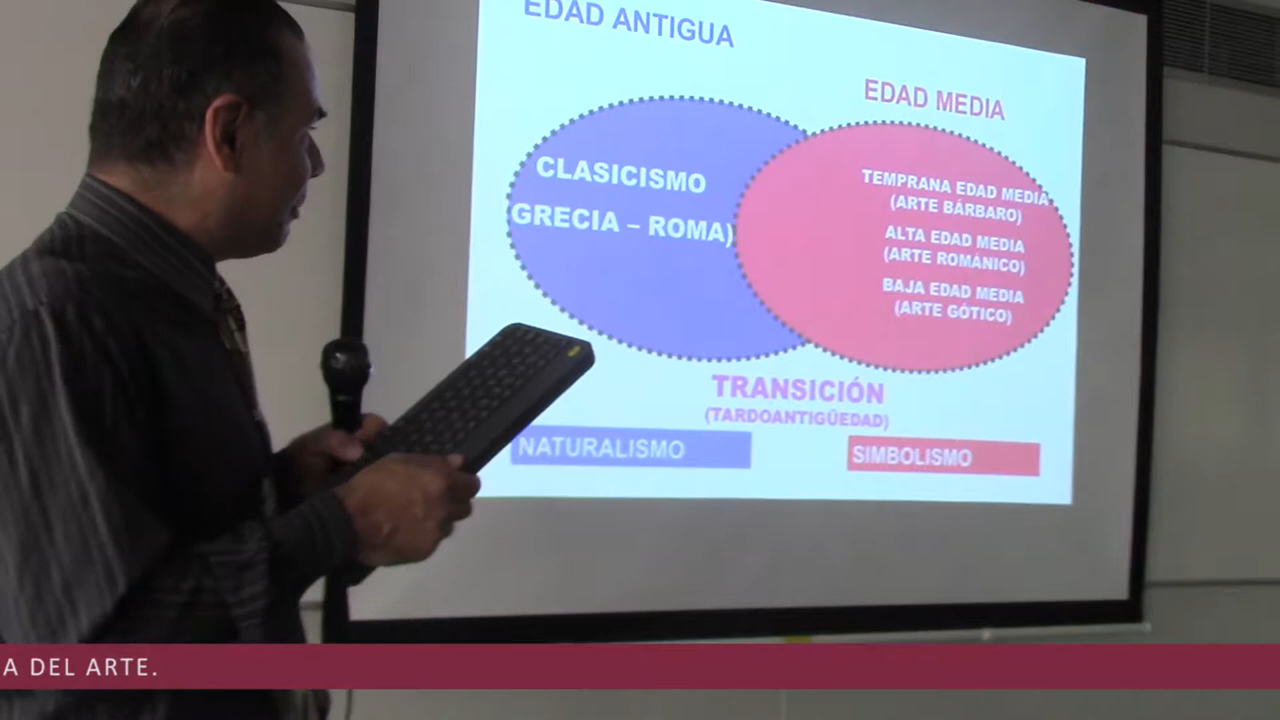 EDAD ANTIGUA
EDAD MEDIA
CLASICISMO
GRECIA – ROMA)
TEMPRANA EDAD MEDIA
(ARTE BÁRBARO)
ALTA EDAD MEDIA
(ARTE ROMÁNICO)
BAJA EDAD MEDIA
(ARTE GÓTICO)
TRANSICIÓN
(TARDOANTIGÜEDAD)
NATURALISMO
SIMBOLISMO
A DEL ARTE.